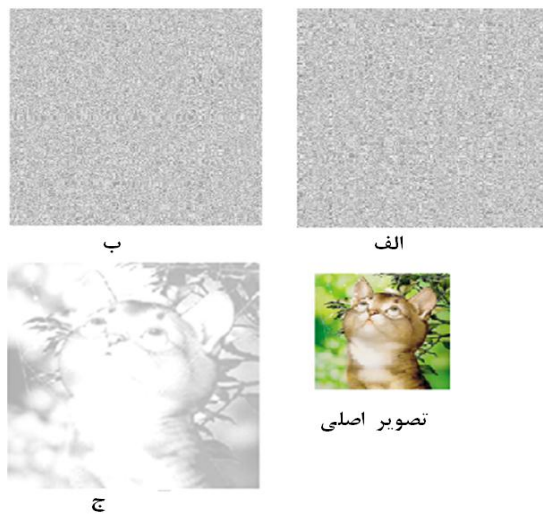 الف
ب
تصویر اصلی
ج